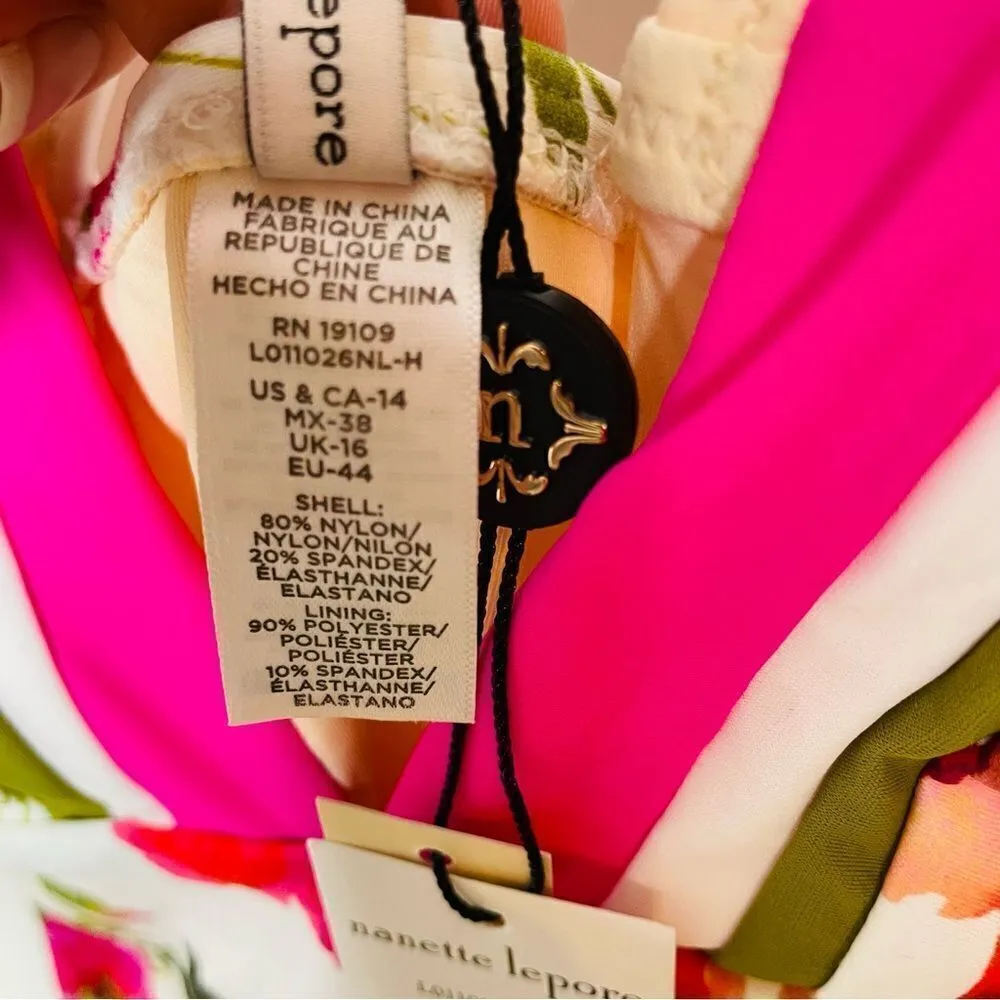 epore
MADE IN CHINA
FABRIQUE AU
REPUBLIQUE DE
CHINE
HECHO EN CHINA
RN 19109
L011026NL-H
US & CA-14
MX-38
UK-16
EU-44
SHELL:
80% NYLON/
NYLON/NILON
20% SPANDEX/
ÉLASTHANNE/
ELASTANO
LINING:
90% POLYESTER/
POLIÉSTER/
POLIÉSTER
10% SPANDEX/
ÉLASTHANNE/
ELASTANO
n
nanette lepore